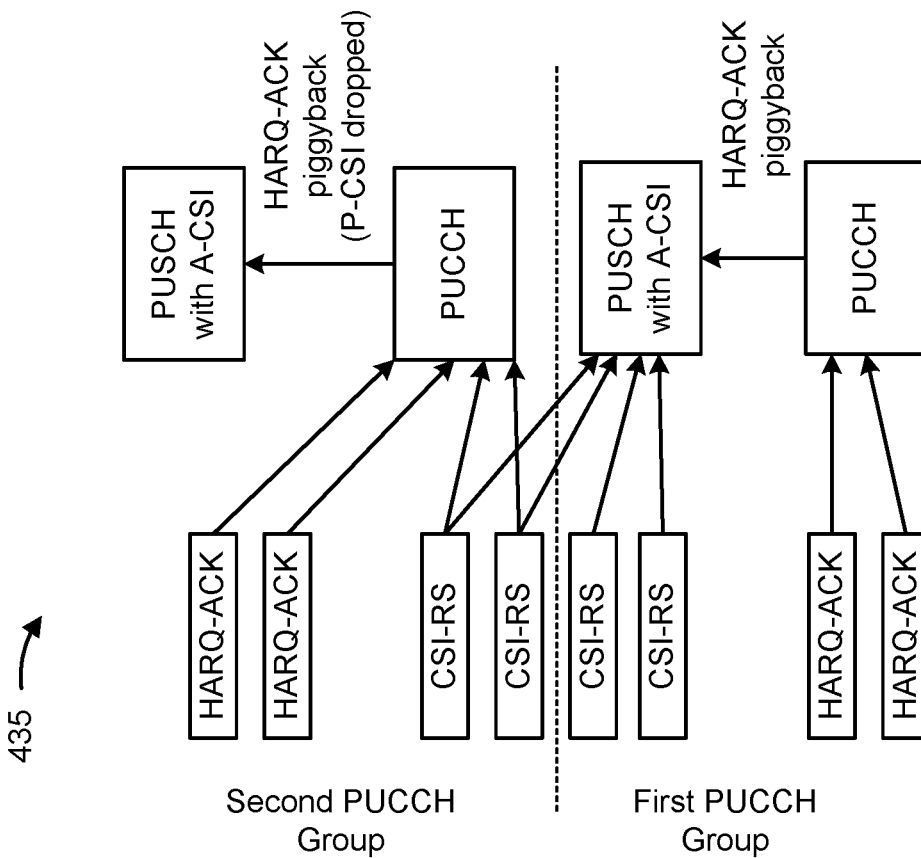 435
HARQ-ACK
HARQ-ACK
CSI-RS
CSI-RS
Second PUCCH
Group
PUSCH
with A-CSI
HARQ-ACK
piggyback
(P-CSI dropped)
PUCCH
CSI-RS
CSI-RS
HARQ-ACK
HARQ-ACK
First PUCCH
Group
PUSCH
with A-CSI
HARQ-ACK
piggyback
PUCCH